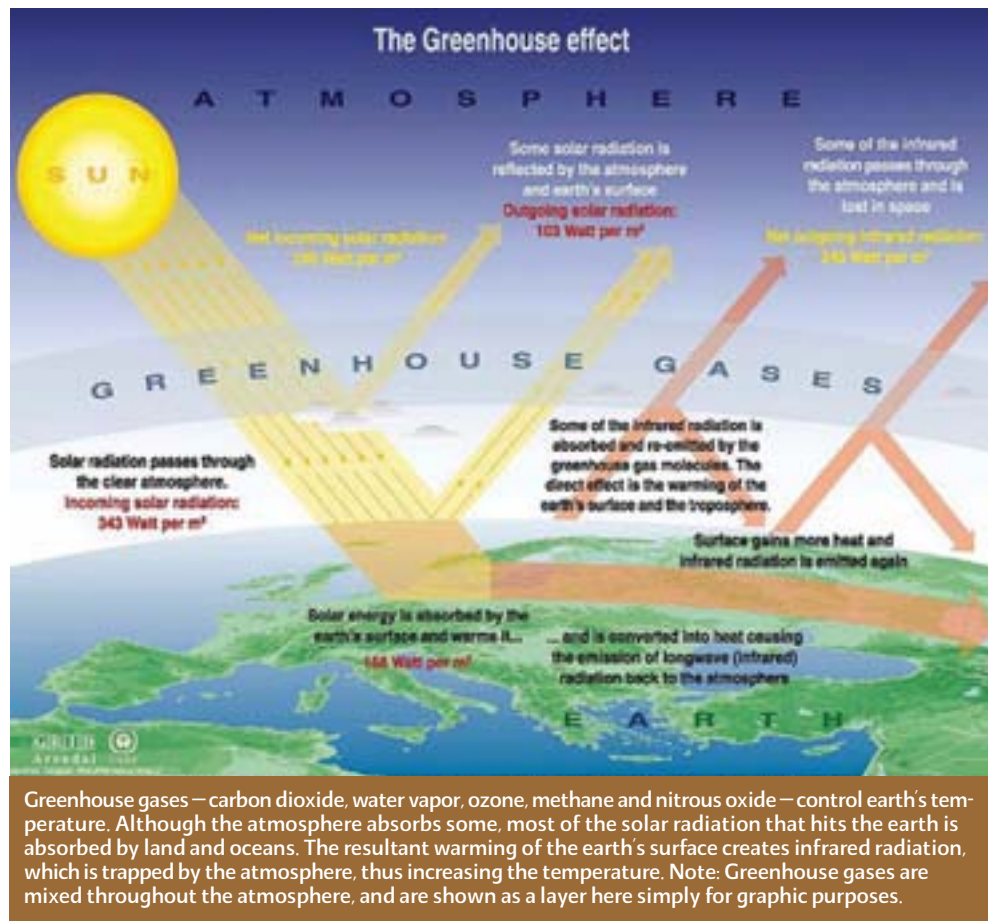 The Greenhouse effect
A T M O S P H E R E
S U N
Some solar radiation is
reflected by the atmosphere
and earth's surface
Outgoing solar radiation:
103 Watt per m²
Some of the infrared
radiation passes through
the atmosphere and is
lost in space
Net outgoing infrared radiation:
240 Watt per m²
Net incoming solar radiation:
Watt per m²
G R E E N H O U S E G A S E S
Solar radiation passes through
the clear atmosphere.
Incoming solar radiation:
343 Watt per m²
Some of the infrared radiation is
absorbed and re-emitted by the
greenhouse gas molecules. The
direct effect is the warming of the
earth's surface and the troposphere.
Surface gains more heat and
infrared radiation is emitted again
Solar energy is absorbed by the
earth's surface and warms it...
168 Watt per m²
... and is converted into heat causing
the emission of longwave (infrared)
radiation back to the atmosphere
E A R T H
GRID
Arendal
Greenhouse gases – carbon dioxide, water vapor, ozone, methane and nitrous oxide – control earth's tem-
perature. Although the atmosphere absorbs some, most of the solar radiation that hits the earth is
absorbed by land and oceans. The resultant warming of the earth's surface creates infrared radiation,
which is trapped by the atmosphere, thus increasing the temperature. Note: Greenhouse gases are
mixed throughout the atmosphere, and are shown as a layer here simply for graphic purposes.